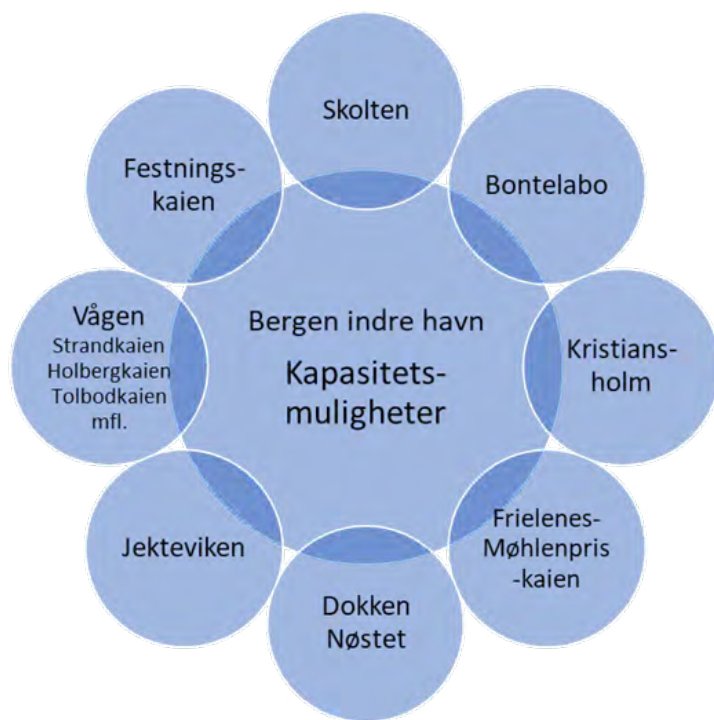 Skolten
Festnings-
kaien
Bontelabo
Vågen
Strandkaien
Holbergkaien
Tolbodkaien
mfl.
Bergen indre havn
Kapasitets-
muligheter
Kristians-
holm
Jekteviken
Frielenes-
Møhlenpris
-kaien
Dokken
Nøstet